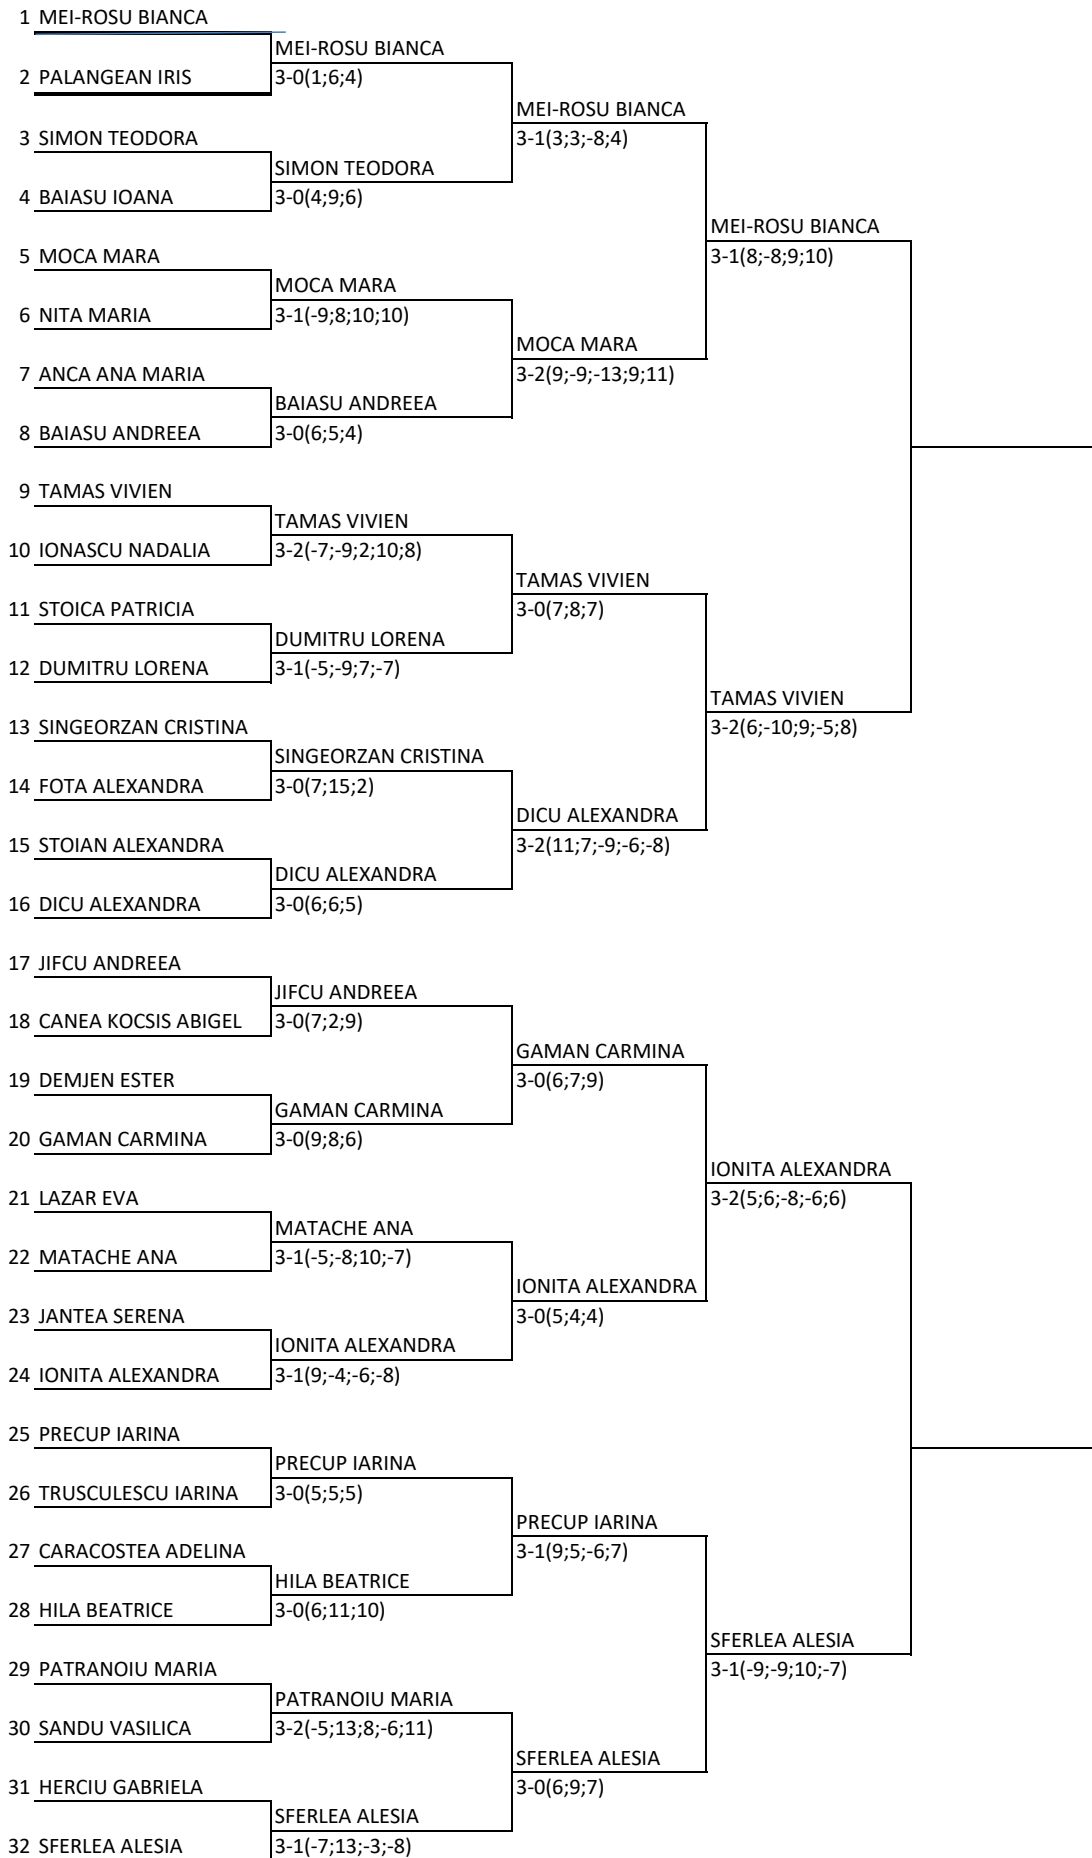 1 MEI-ROSU BIANCA
MEI-ROSU BIANCA
2 PALANGEAN IRIS
3-0(1;6;4)
MEI-ROSU BIANCA
3 SIMON TEODORA
3-1(3;3;-8;4)
SIMON TEODORA
4 BAIASU IOANA
3-0(4;9;6)
MEI-ROSU BIANCA
5 MOCA MARA
3-1(8;-8;9;10)
MOCA MARA
6 NITA MARIA
3-1(-9;8;10;10)
MOCA MARA
7 ANCA ANA MARIA
3-2(9;-9;-13;9;11)
BAIASU ANDREEA
8 BAIASU ANDREEA
3-0(6;5;4)
9 TAMAS VIVIEN
TAMAS VIVIEN
10 IONASCU NADALIA
3-2(-7;-9;2;10;8)
TAMAS VIVIEN
11 STOICA PATRICIA
3-0(7;8;7)
DUMITRU LORENA
12 DUMITRU LORENA
3-1(-5;-9;7;-7)
TAMAS VIVIEN
13 SINGEORZAN CRISTINA
3-2(6;-10;9;-5;8)
SINGEORZAN CRISTINA
14 FOTA ALEXANDRA
3-0(7;15;2)
DICU ALEXANDRA
15 STOIAN ALEXANDRA
3-2(11;7;-9;-6;-8)
DICU ALEXANDRA
16 DICU ALEXANDRA
3-0(6;6;5)
17 JIFCU ANDREEA
JIFCU ANDREEA
18 CANEA KOCSIS ABIGEL
3-0(7;2;9)
GAMAN CARMINA
19 DEMJEN ESTER
3-0(6;7;9)
GAMAN CARMINA
20 GAMAN CARMINA
3-0(9;8;6)
IONITA ALEXANDRA
21 LAZAR EVA
3-2(5;6;-8;-6;6)
MATACHE ANA
22 MATACHE ANA
3-1(-5;-8;10;-7)
IONITA ALEXANDRA
23 JANTEA SERENA
3-0(5;4;4)
IONITA ALEXANDRA
24 IONITA ALEXANDRA
3-1(9;-4;-6;-8)
25 PRECUP IARINA
PRECUP IARINA
26 TRUSCULESCU IARINA
3-0(5;5;5)
PRECUP IARINA
27 CARACOSTEA ADELINA
3-1(9;5;-6;7)
HILA BEATRICE
28 HILA BEATRICE
3-0(6;11;10)
SFERLEA ALESIA
29 PATRANOIU MARIA
3-1(-9;-9;10;-7)
PATRANOIU MARIA
30 SANDU VASILICA
3-2(-5;13;8;-6;11)
SFERLEA ALESIA
31 HERCIU GABRIELA
3-0(6;9;7)
SFERLEA ALESIA
32 SFERLEA ALESIA
3-1(-7;13;-3;-8)